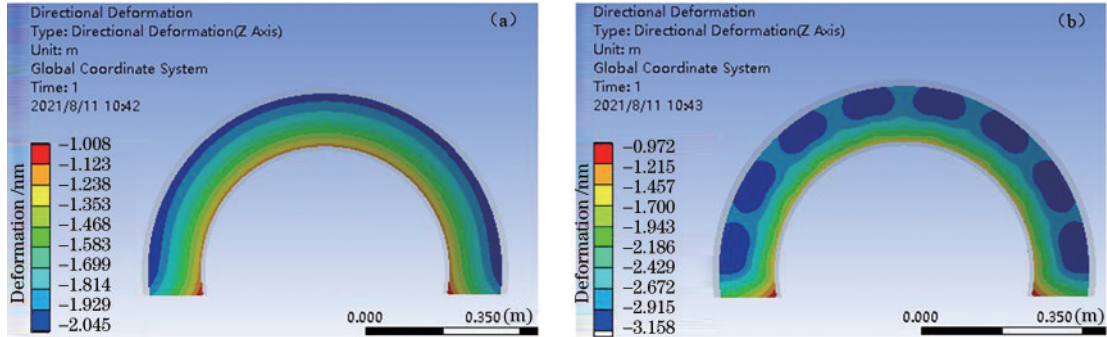 Directional Deformation
Type: Directional Deformation(Z Axis)
Unit: m
Global Coordinate System
Time: 1
2021/8/11 10:42
(a)
Deformation /nm
-1.008
-1.123
-1.238
-1.353
-1.468
-1.583
-1.699
-1.814
-1.929
-2.045
0.000
0.350(m)
Directional Deformation
Type: Directional Deformation(Z Axis)
Unit: m
Global Coordinate System
Time: 1
2021/8/11 10:43
(b)
Deformation /nm
-0.972
-1.215
-1.457
-1.700
-1.943
-2.186
-2.429
-2.672
-2.915
-3.158
0.000
0.350(m)